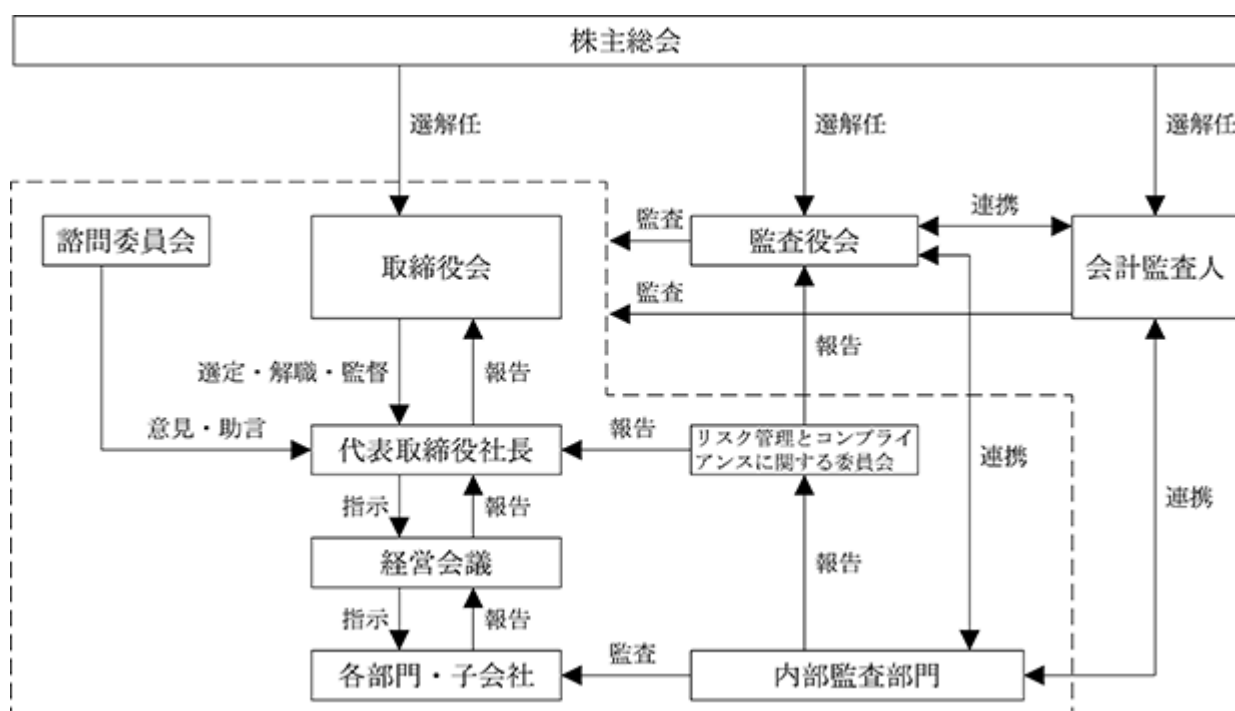 株主総会
選解任
選解任
選解任
諮問委員会
取締役会
監査
監査役会
連携
会計監査人
監査
選定・解職・監督
報告
報告
意見・助言
代表取締役社長
報告
リスク管理とコンプライ
アンスに関する委員会
連携
連携
指示
報告
経営会議
報告
指示
報告
各部門・子会社
監査
内部監査部門